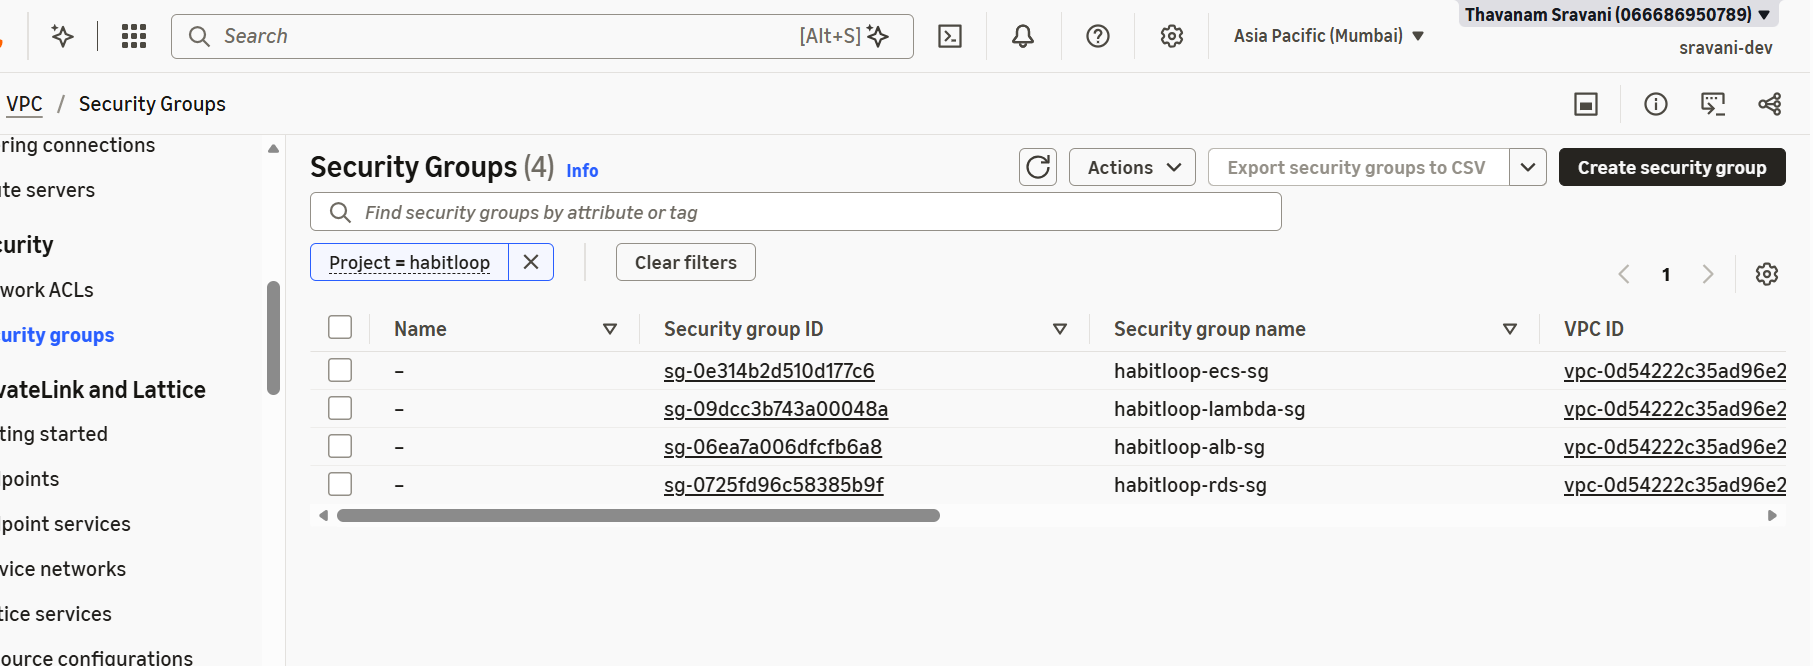 Search [Alt+S] Asia Pacific (Mumbai) Thavanam Sravani (066686950789)
sravani-dev
VPC / Security Groups
ring connections
te servers
curity
work ACLs
urity groups
vateLink and Lattice
ting started
points
point services
vice networks
tice services
ource configurations
Security Groups (4) Info Actions Export security groups to CSV Create security group
Find security groups by attribute or tag
Project = habitloop Clear filters
1
Name Security group ID Security group name VPC ID
– sg-0e314b2d510d177c6 habitloop-ecs-sg vpc-0d54222c35ad96e2
– sg-09dcc3b743a00048a habitloop-lambda-sg vpc-0d54222c35ad96e2
– sg-06ea7a006dfcfb6a8 habitloop-alb-sg vpc-0d54222c35ad96e2
– sg-0725fd96c58385b9f habitloop-rds-sg vpc-0d54222c35ad96e2